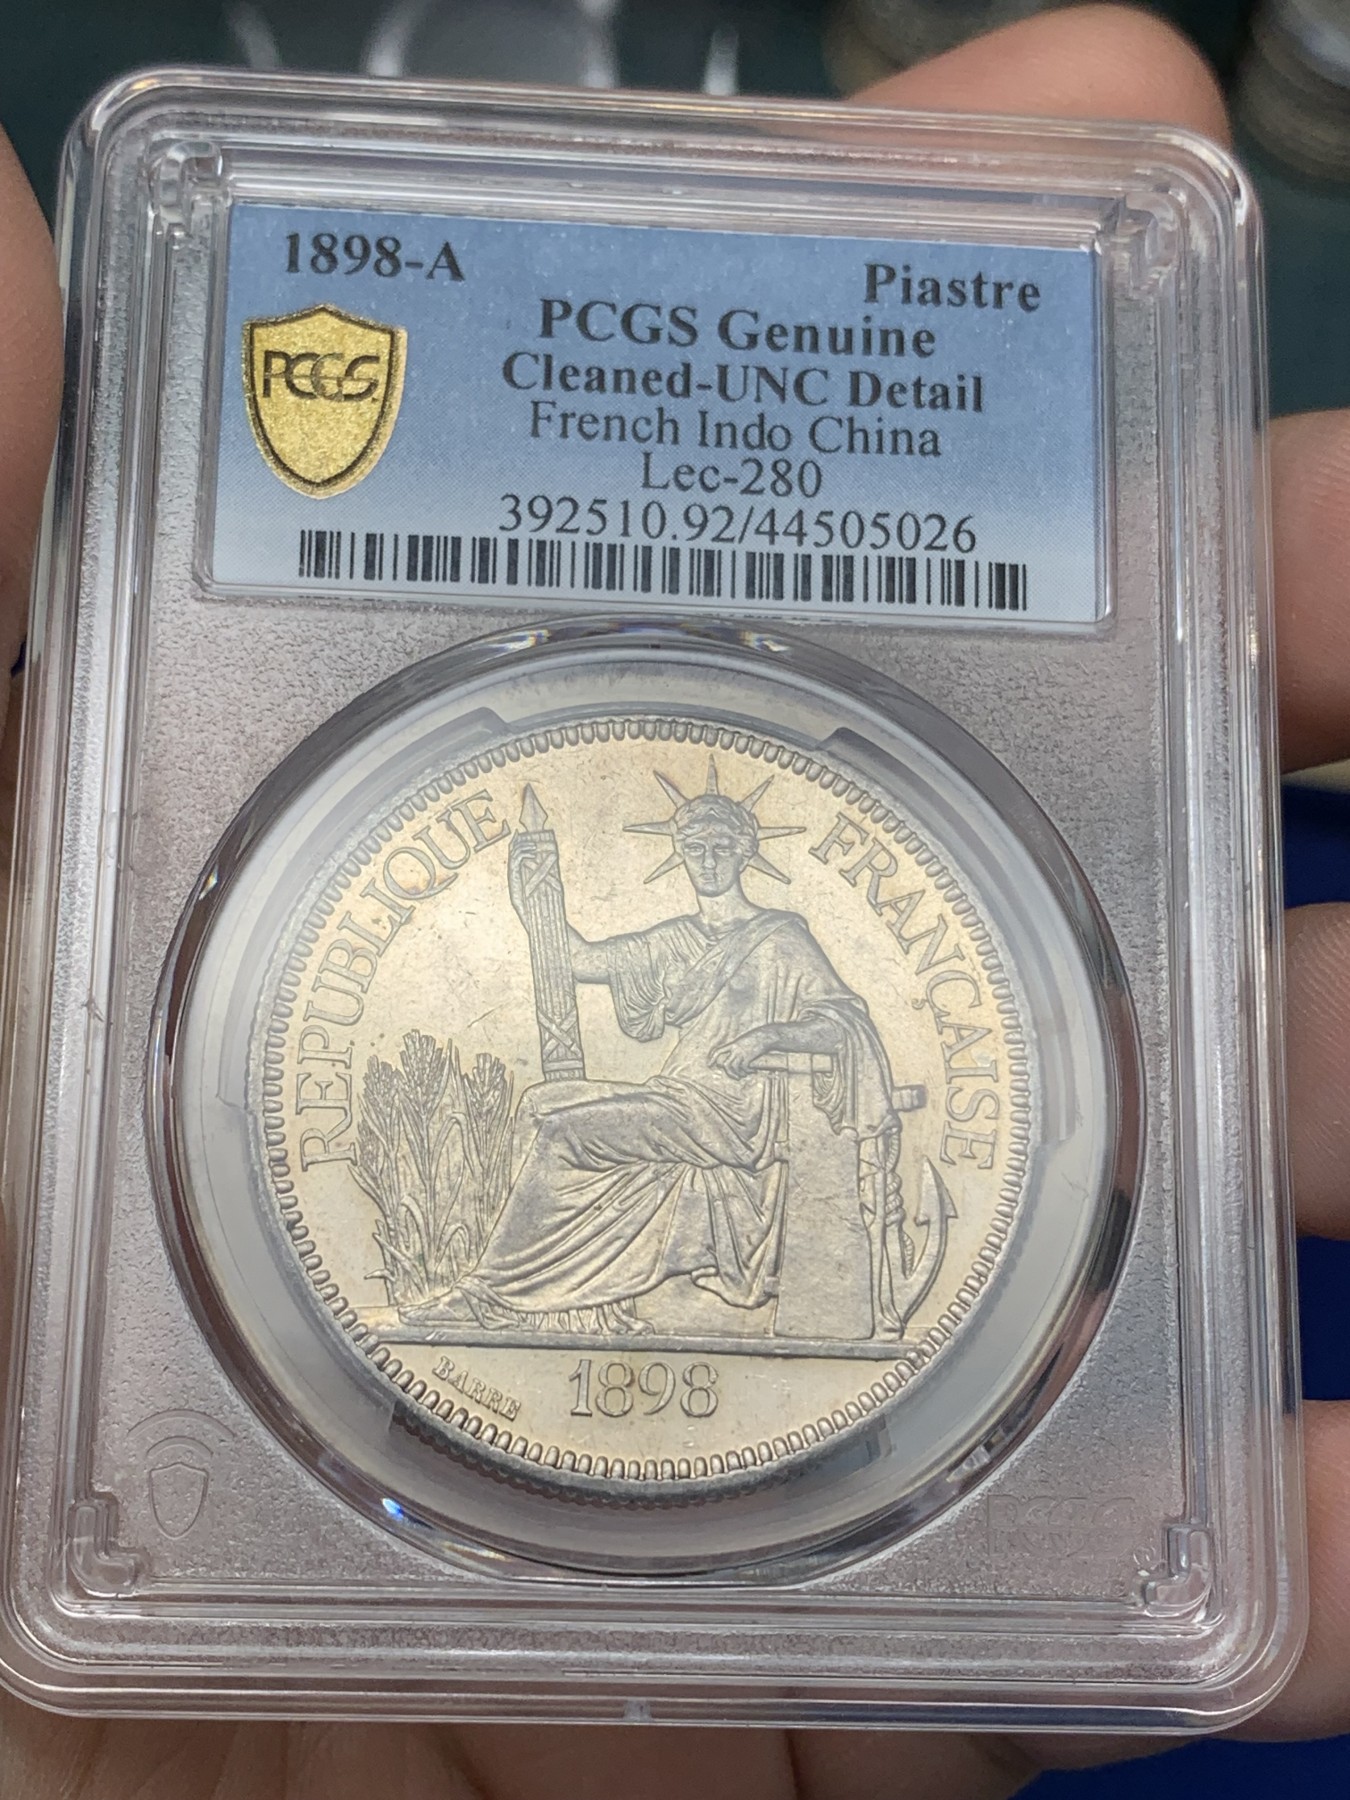 1898-A
Piastre
PCGS
PCGS Genuine
Cleaned-UNC Detail
French Indo China
Lec-280
392510.92/44505026
REPUBLIQUE FRANÇAISE
BARRE
1898
PCGS